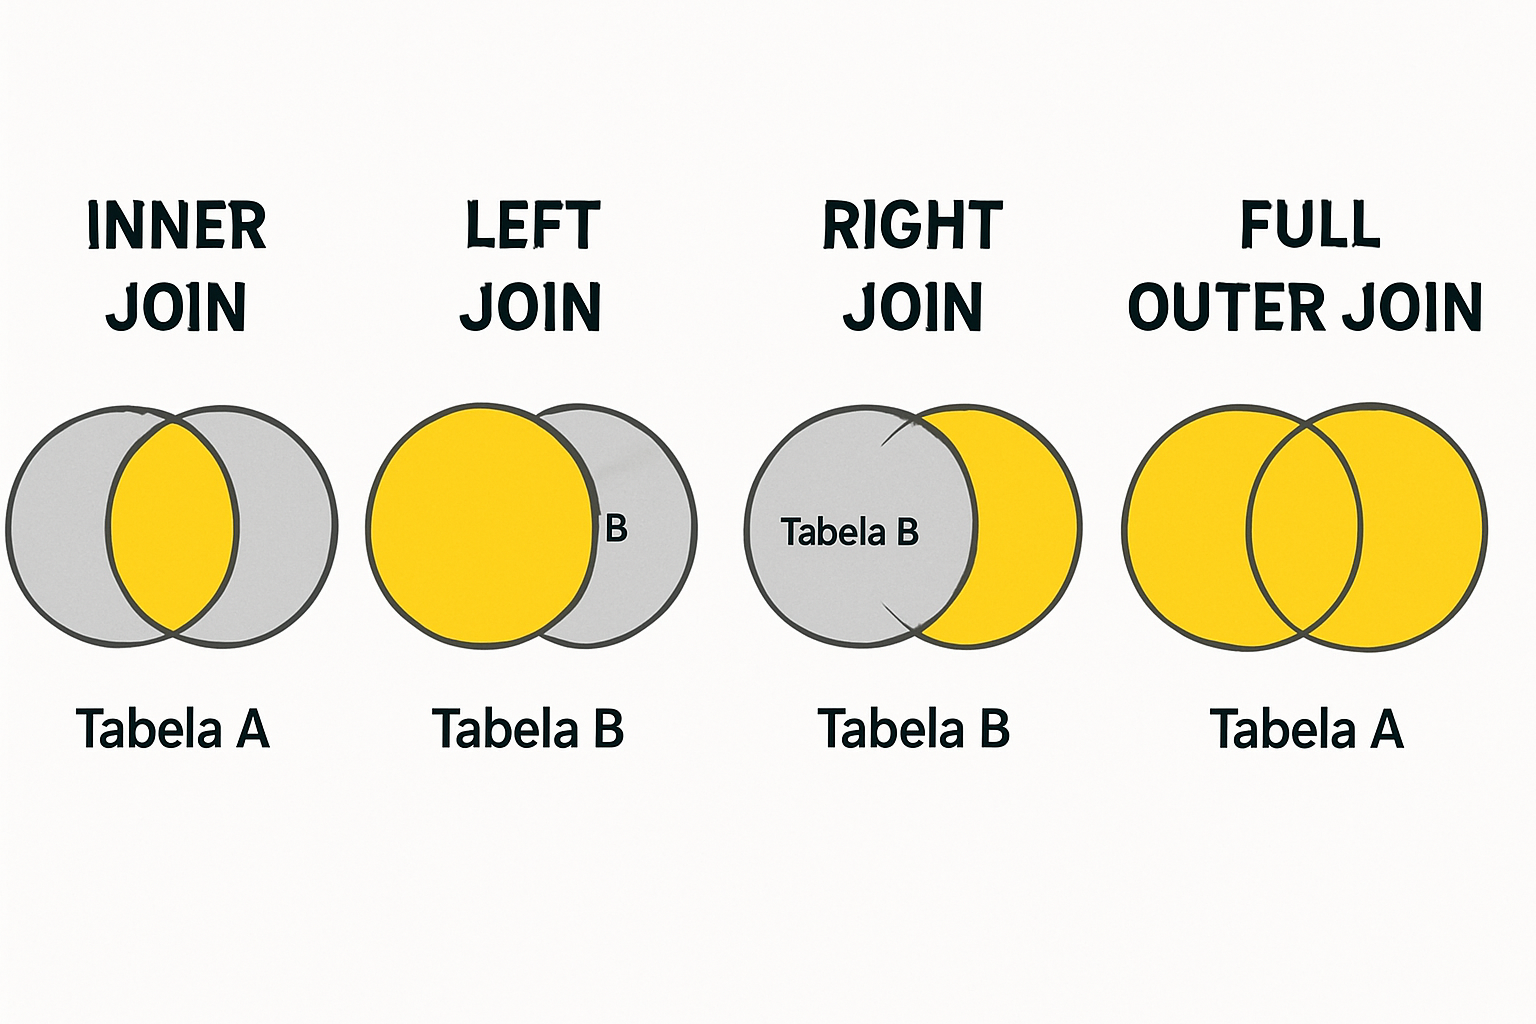 INNER
JOIN
LEFT
JOIN
RIGHT
JOIN
FULL
OUTER JOIN
B
Tabela B
Tabela A
Tabela B
Tabela B
Tabela A